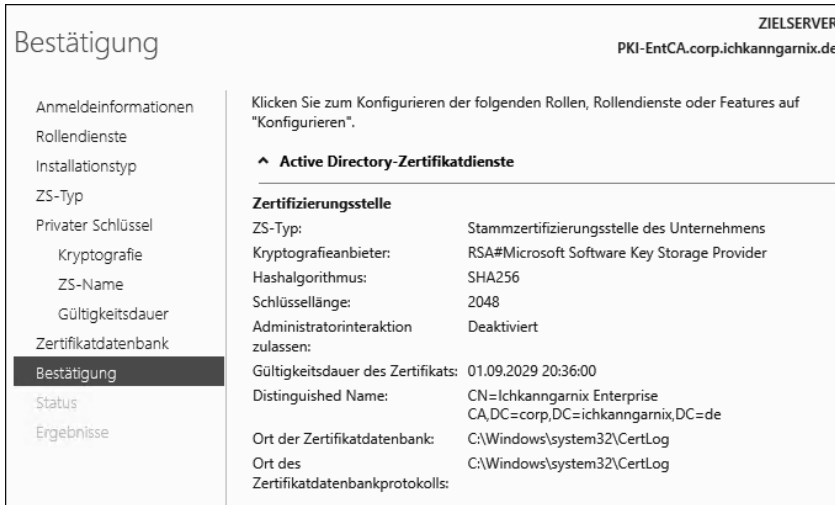 ZIELSERVER
Bestätigung
PKI-EntCA.corp.ichkanngarnix.de
Anmeldeinformationen
Rollendienste
Installationstyp
ZS-Typ
Privater Schlüssel
Kryptografie
ZS-Name
Gültigkeitsdauer
Zertifikatdatenbank
Bestätigung
Status
Ergebnisse
Klicken Sie zum Konfigurieren der folgenden Rollen, Rollendienste oder Features auf
"Konfigurieren".
Active Directory-Zertifikatdienste
Zertifizierungsstelle
ZS-Typ: Stammzertifizierungsstelle des Unternehmens
Kryptografieanbieter: RSA#Microsoft Software Key Storage Provider
Hashalgorithmus: SHA256
Schlüssellänge: 2048
Administratorinteraktion Deaktiviert
zulassen:
Gültigkeitsdauer des Zertifikats: 01.09.2029 20:36:00
Distinguished Name: CN=Ichkanngarnix Enterprise
CA,DC=corp,DC=ichkanngarnix,DC=de
Ort der Zertifikatdatenbank: C:\Windows\system32\CertLog
Ort des C:\Windows\system32\CertLog
Zertifikatdatenbankprotokolls: